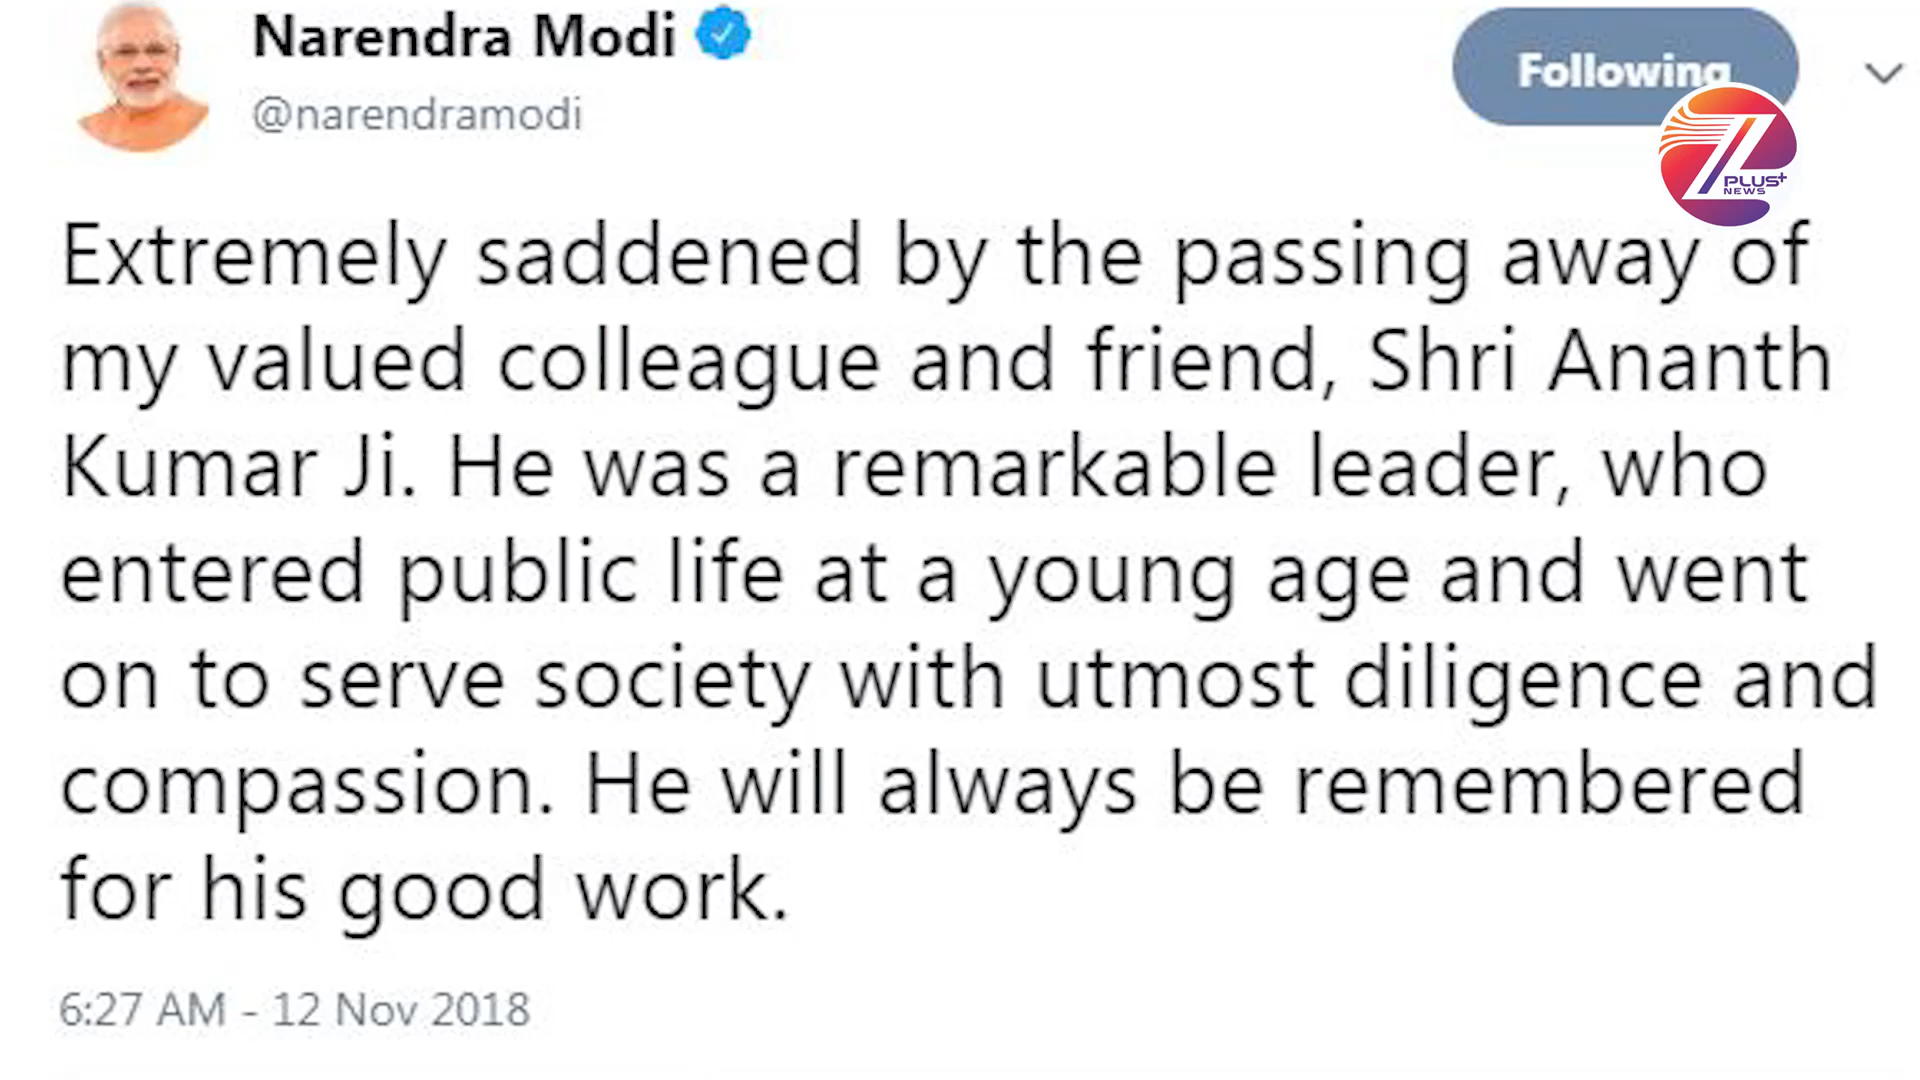 Narendra Modi
@narendramodi
Following
Z PLUS+
NEWS
Extremely saddened by the passing away of
my valued colleague and friend, Shri Ananth
Kumar Ji. He was a remarkable leader, who
entered public life at a young age and went
on to serve society with utmost diligence and
compassion. He will always be remembered
for his good work.
6:27 AM - 12 Nov 2018